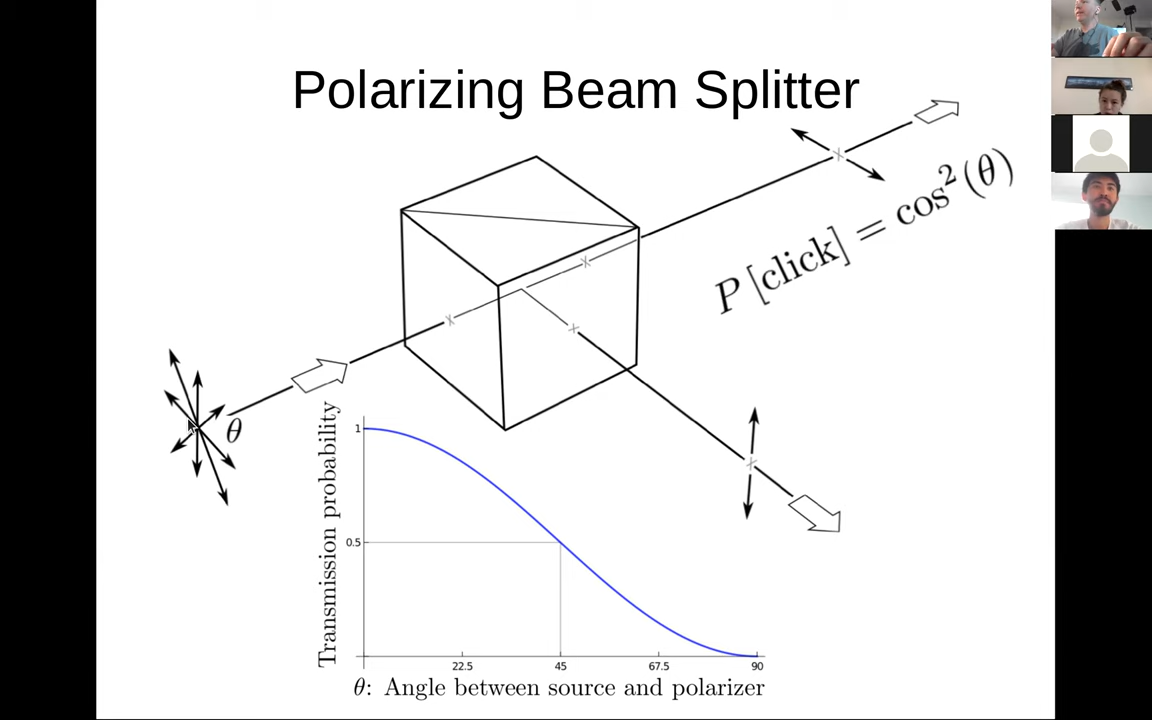 Polarizing Beam Splitter
P [click] = cos²(θ)
θ
Transmission probability
1
0.5
22.5 45 67.5 90
θ: Angle between source and polarizer